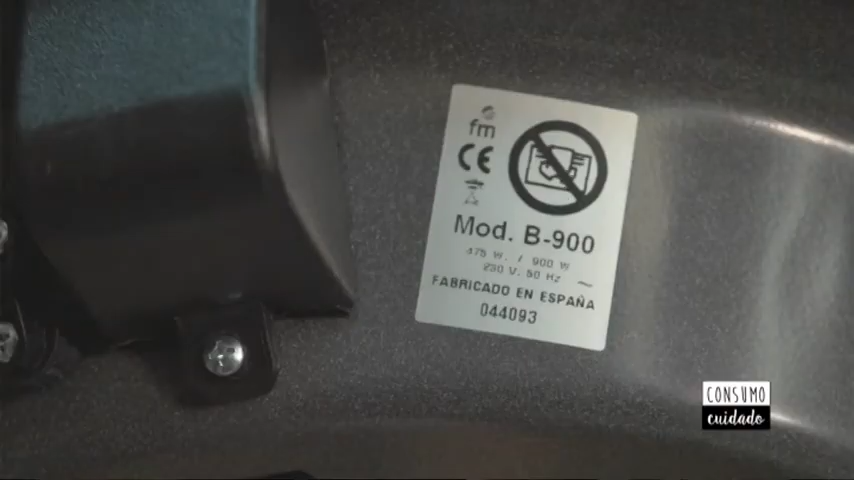 fm
CE
Mod. B-900
475 W. / 900 W
230 V. 50 Hz ~
FABRICADO EN ESPAÑA
044093
CONSUMO
cuidado